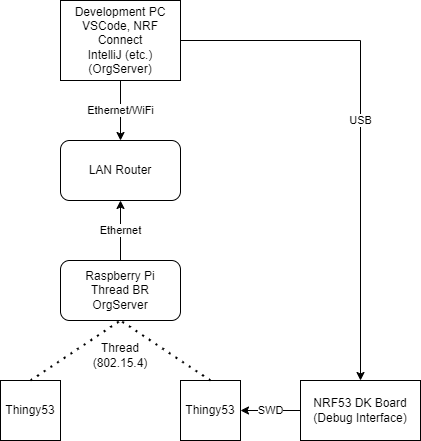 Development PC
VSCode, NRF
Connect
IntelliJ (etc.)
(OrgServer)
Ethernet/WiFi
USB
LAN Router
Ethernet
Raspberry Pi
Thread BR
OrgServer
Thread
(802.15.4)
Thingy53
Thingy53
SWD
NRF53 DK Board
(Debug Interface)